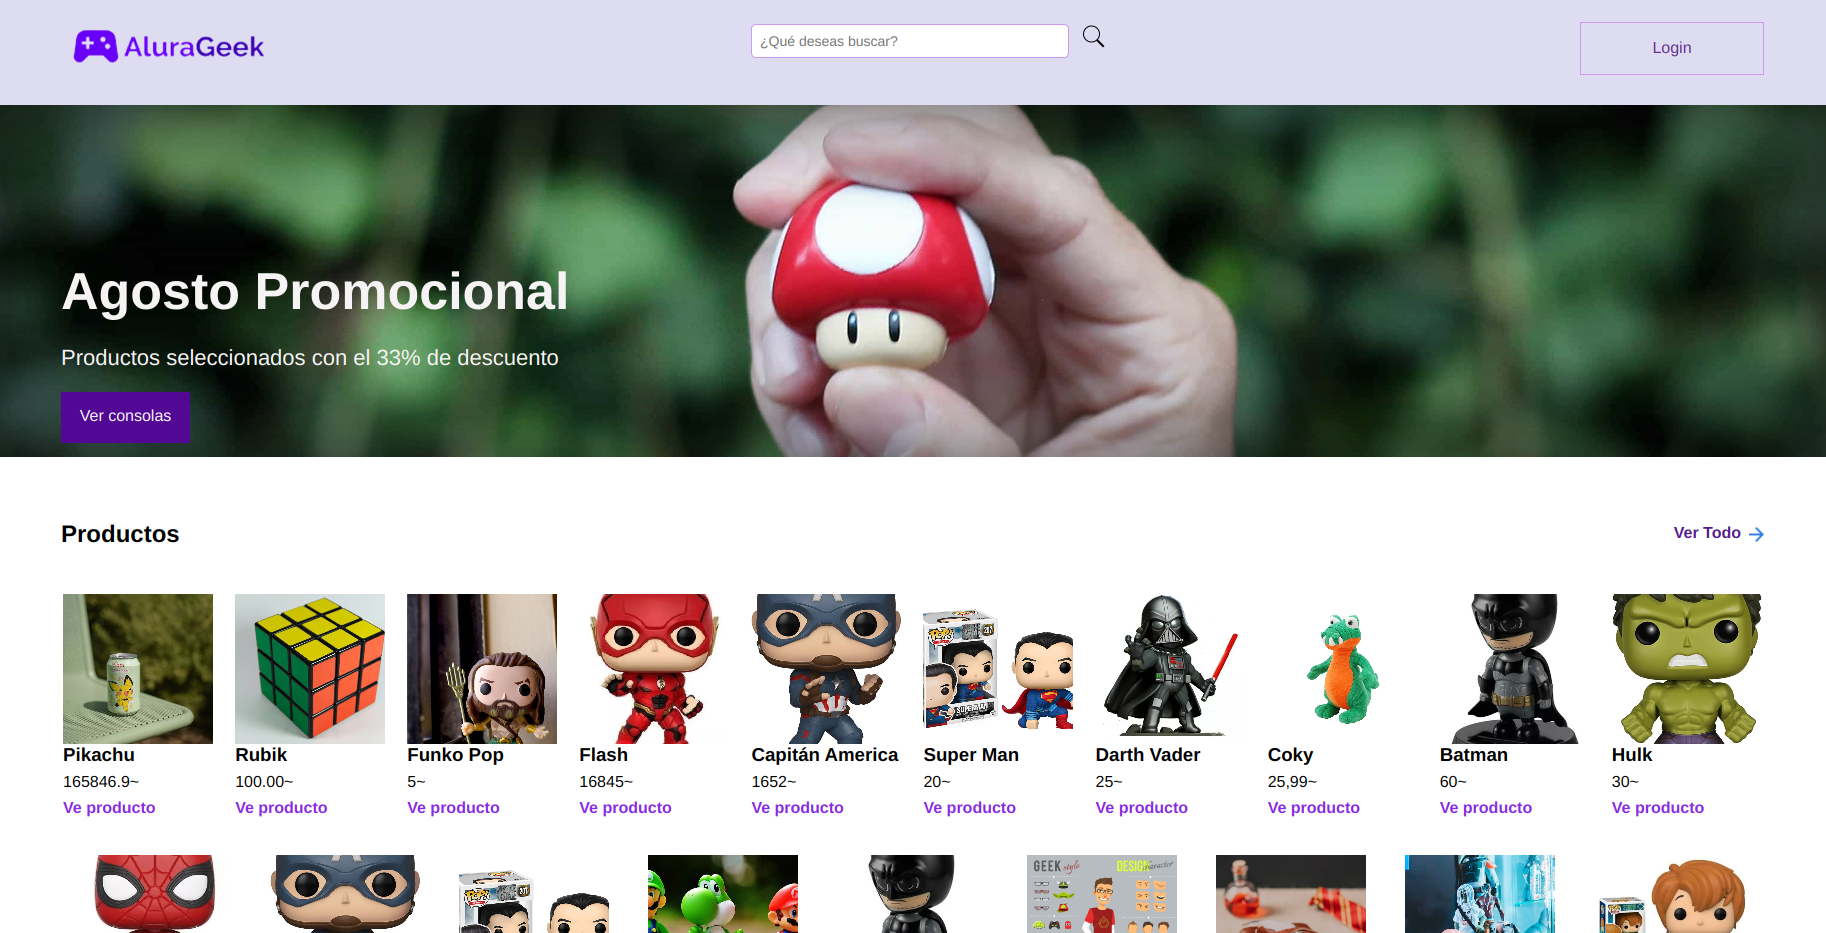 AluraGeek
¿Qué deseas buscar?
Login
Agosto Promocional
Productos seleccionados con el 33% de descuento
Ver consolas
Productos
Ver Todo
Pikachu
165846.9~
Ve producto
Rubik
100.00~
Ve producto
Funko Pop
5~
Ve producto
Flash
16845~
Ve producto
Capitán America
1652~
Ve producto
Super Man
20~
Ve producto
Darth Vader
25~
Ve producto
Coky
25,99~
Ve producto
Batman
60~
Ve producto
Hulk
30~
Ve producto
GEEK style
DESIGN